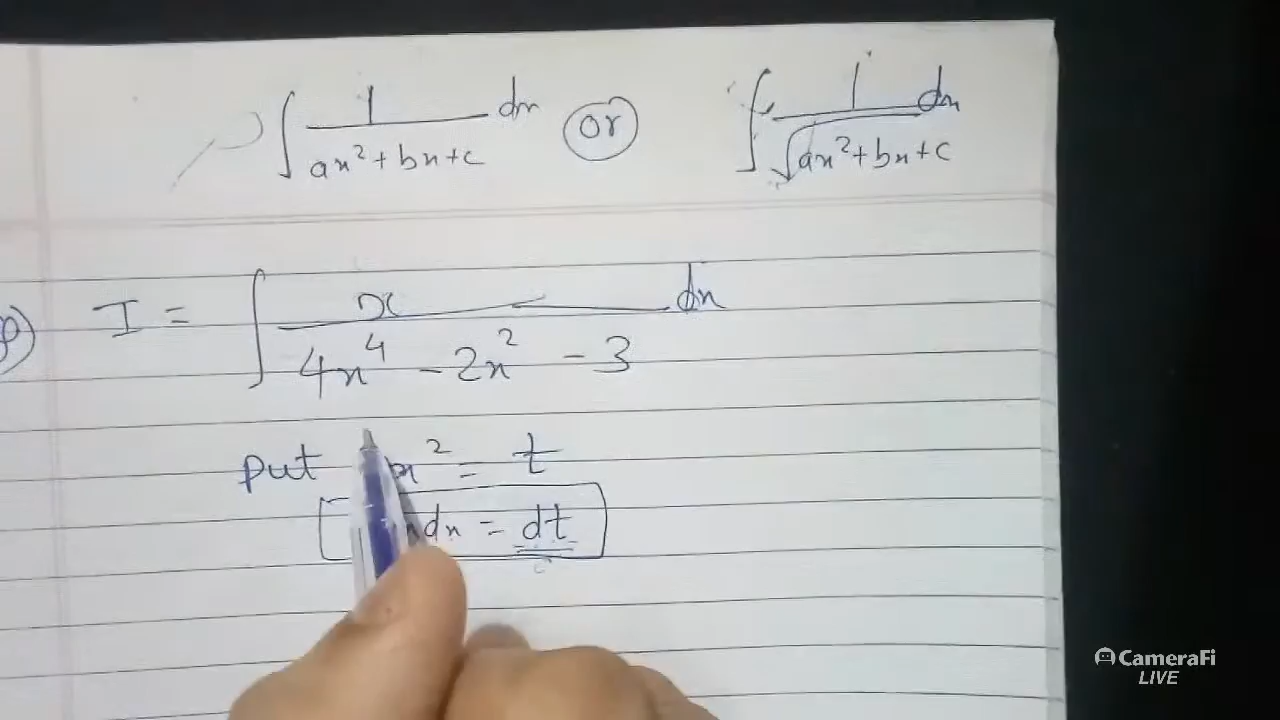 ∫ 1/(ax²+bx+c) dx or ∫ 1/√(ax²+bx+c) dx
I = ∫ x/(4x⁴ - 2x² - 3) dx
put x² = t
dx = dt
CameraFi
LIVE